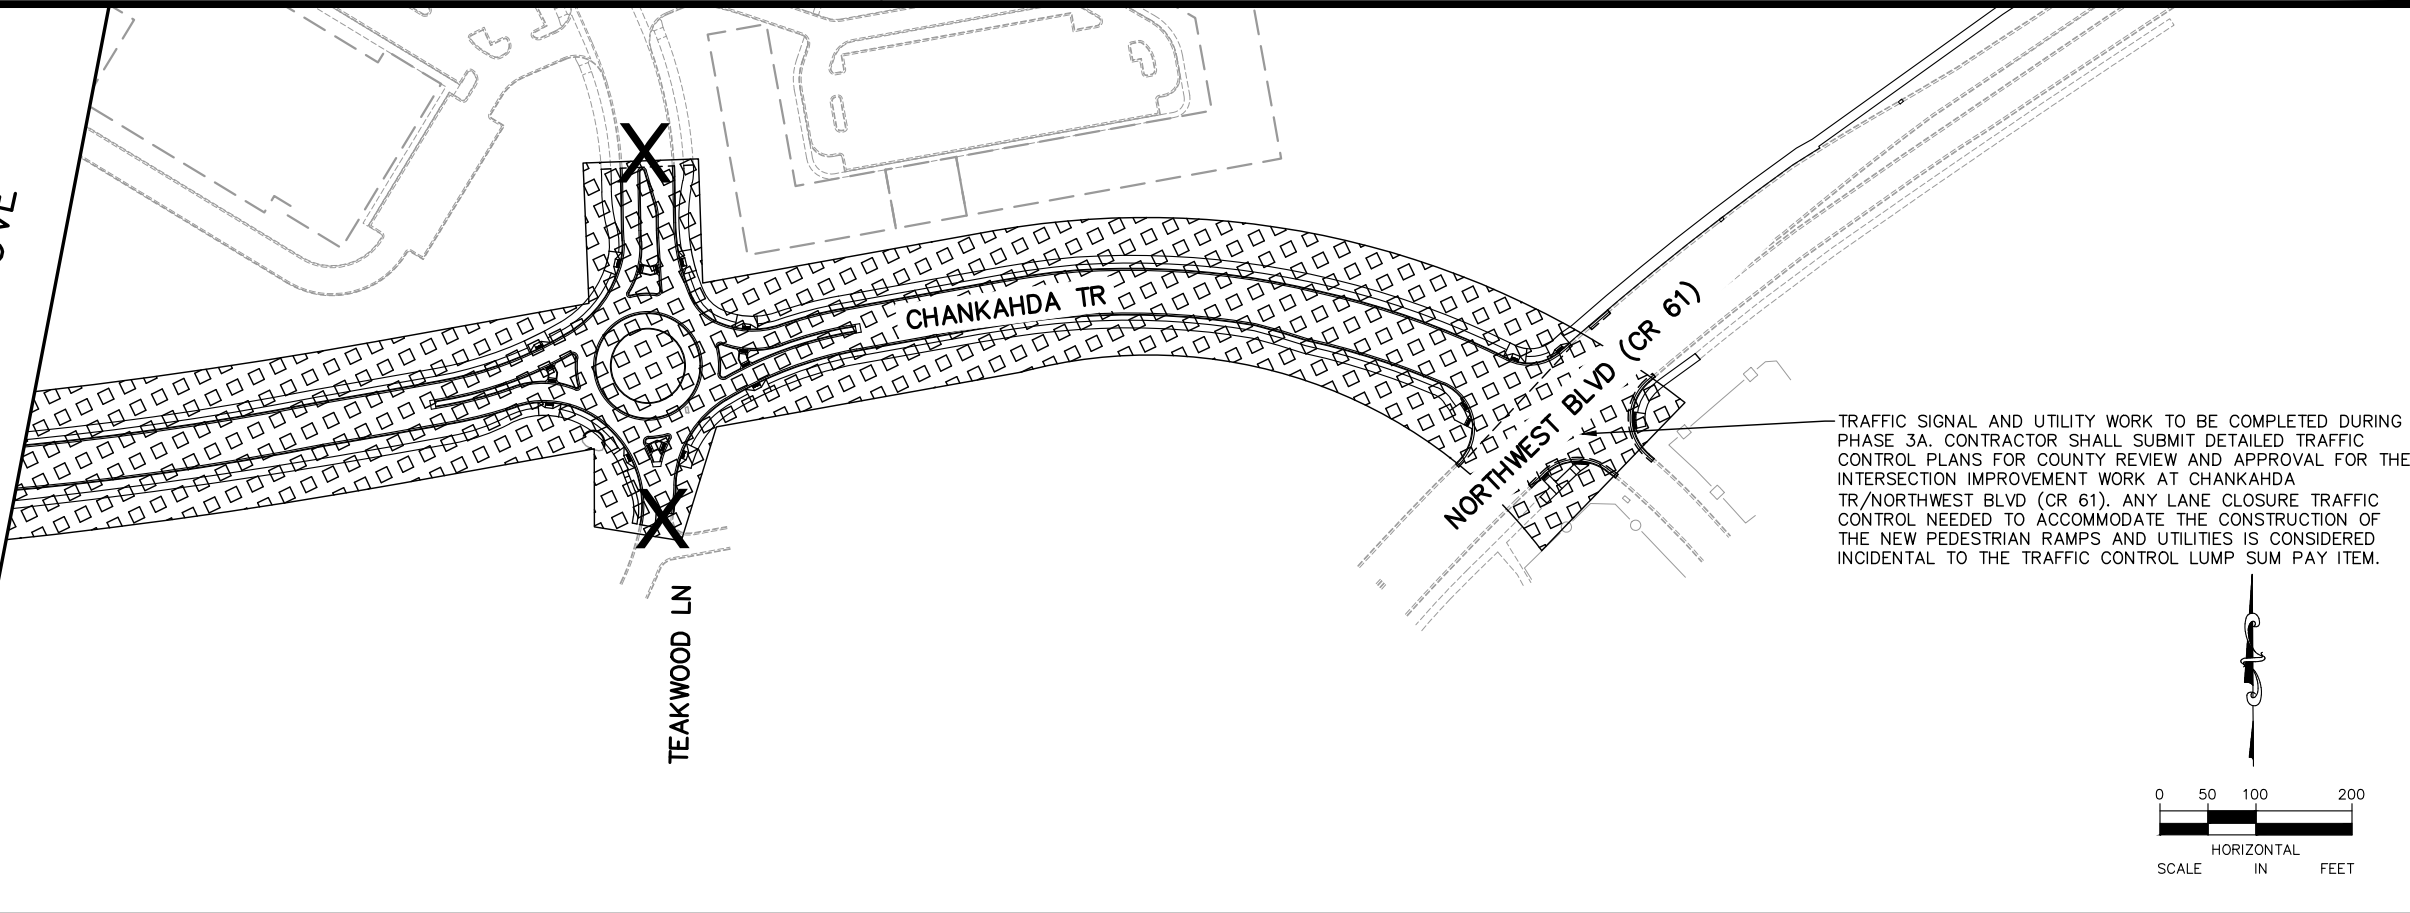 CHANKAHDA TR
NORTHWEST BLVD (CR 61)
TEAKWOOD LN
TRAFFIC SIGNAL AND UTILITY WORK TO BE COMPLETED DURING
PHASE 3A. CONTRACTOR SHALL SUBMIT DETAILED TRAFFIC
CONTROL PLANS FOR COUNTY REVIEW AND APPROVAL FOR THE
INTERSECTION IMPROVEMENT WORK AT CHANKAHDA
TR/NORTHWEST BLVD (CR 61). ANY LANE CLOSURE TRAFFIC
CONTROL NEEDED TO ACCOMMODATE THE CONSTRUCTION OF
THE NEW PEDESTRIAN RAMPS AND UTILITIES IS CONSIDERED
INCIDENTAL TO THE TRAFFIC CONTROL LUMP SUM PAY ITEM.
0 50 100 200
HORIZONTAL
SCALE IN FEET